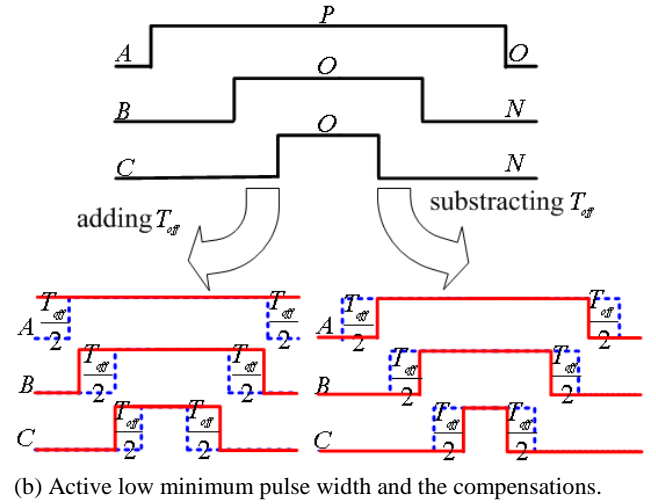 P
A O
O
B N
O
C N
adding T_off
substracting T_off
A T_off/2 T_off/2
B T_off/2 T_off/2
C T_off/2 T_off/2
A T_off/2 T_off/2
B T_off/2 T_off/2
C T_off/2 T_off/2
(b) Active low minimum pulse width and the compensations.